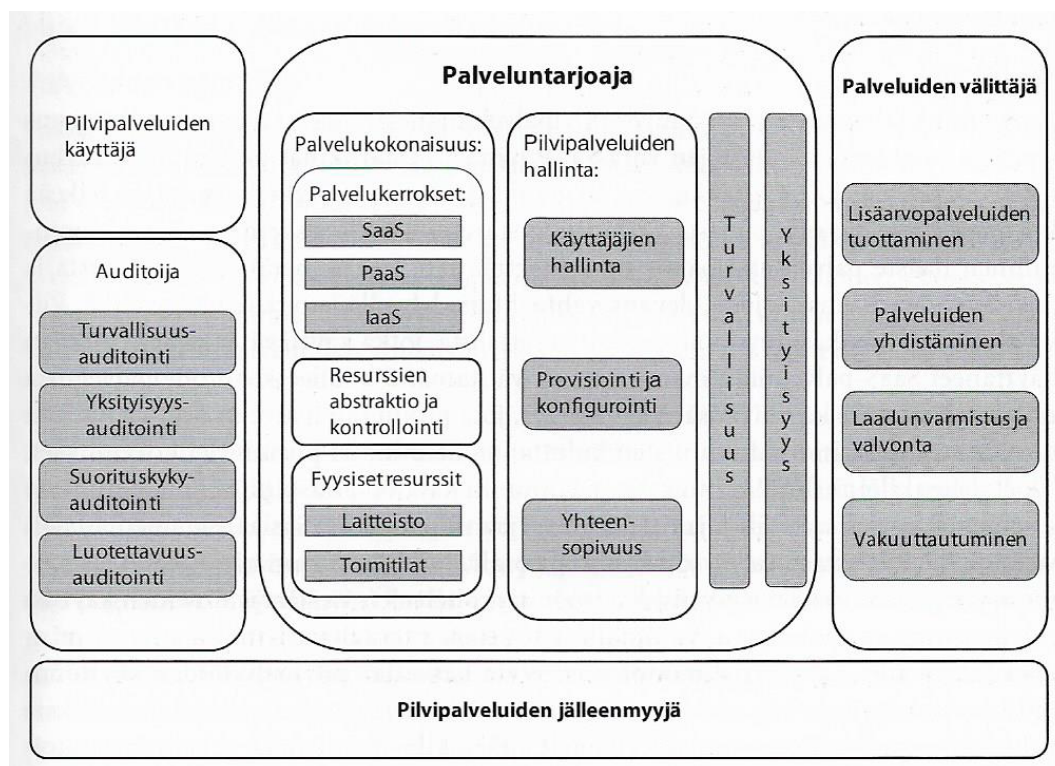 Pilvipalveluiden
käyttäjä
Auditoija
Turvallisuus-
auditointi
Yksityisyys-
auditointi
Suorituskyky-
auditointi
Luotettavuus-
auditointi
Palveluntarjoaja
Palvelukokonaisuus:
Palvelukerrokset:
SaaS
PaaS
IaaS
Resurssien
abstraktio ja
kontrollointi
Fyysiset resurssit
Laitteisto
Toimitilat
Pilvipalveluiden
hallinta:
Käyttäjäjien
hallinta
Provisiointi ja
konfigurointi
Yhteen-
sopivuus
Turvallisuus
Yksityisyys
Palveluiden välittäjä
Lisäarvopalveluiden
tuottaminen
Palveluiden
yhdistäminen
Laadunvarmistus ja
valvonta
Vakuuttautuminen
Pilvipalveluiden jälleenmyyjä